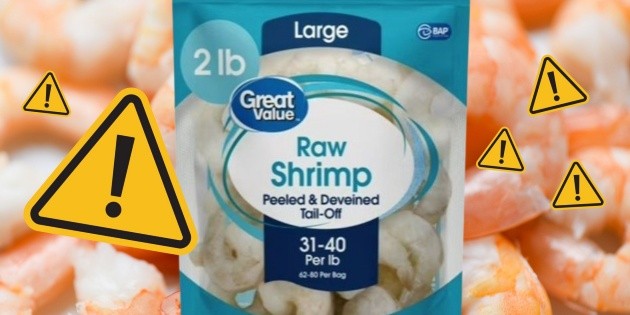 Large
BAP
2 lb
Great
Value
Raw
Shrimp
Peeled & Deveined
Tail-Off
31-40
Per lb
62-80 Per Bag